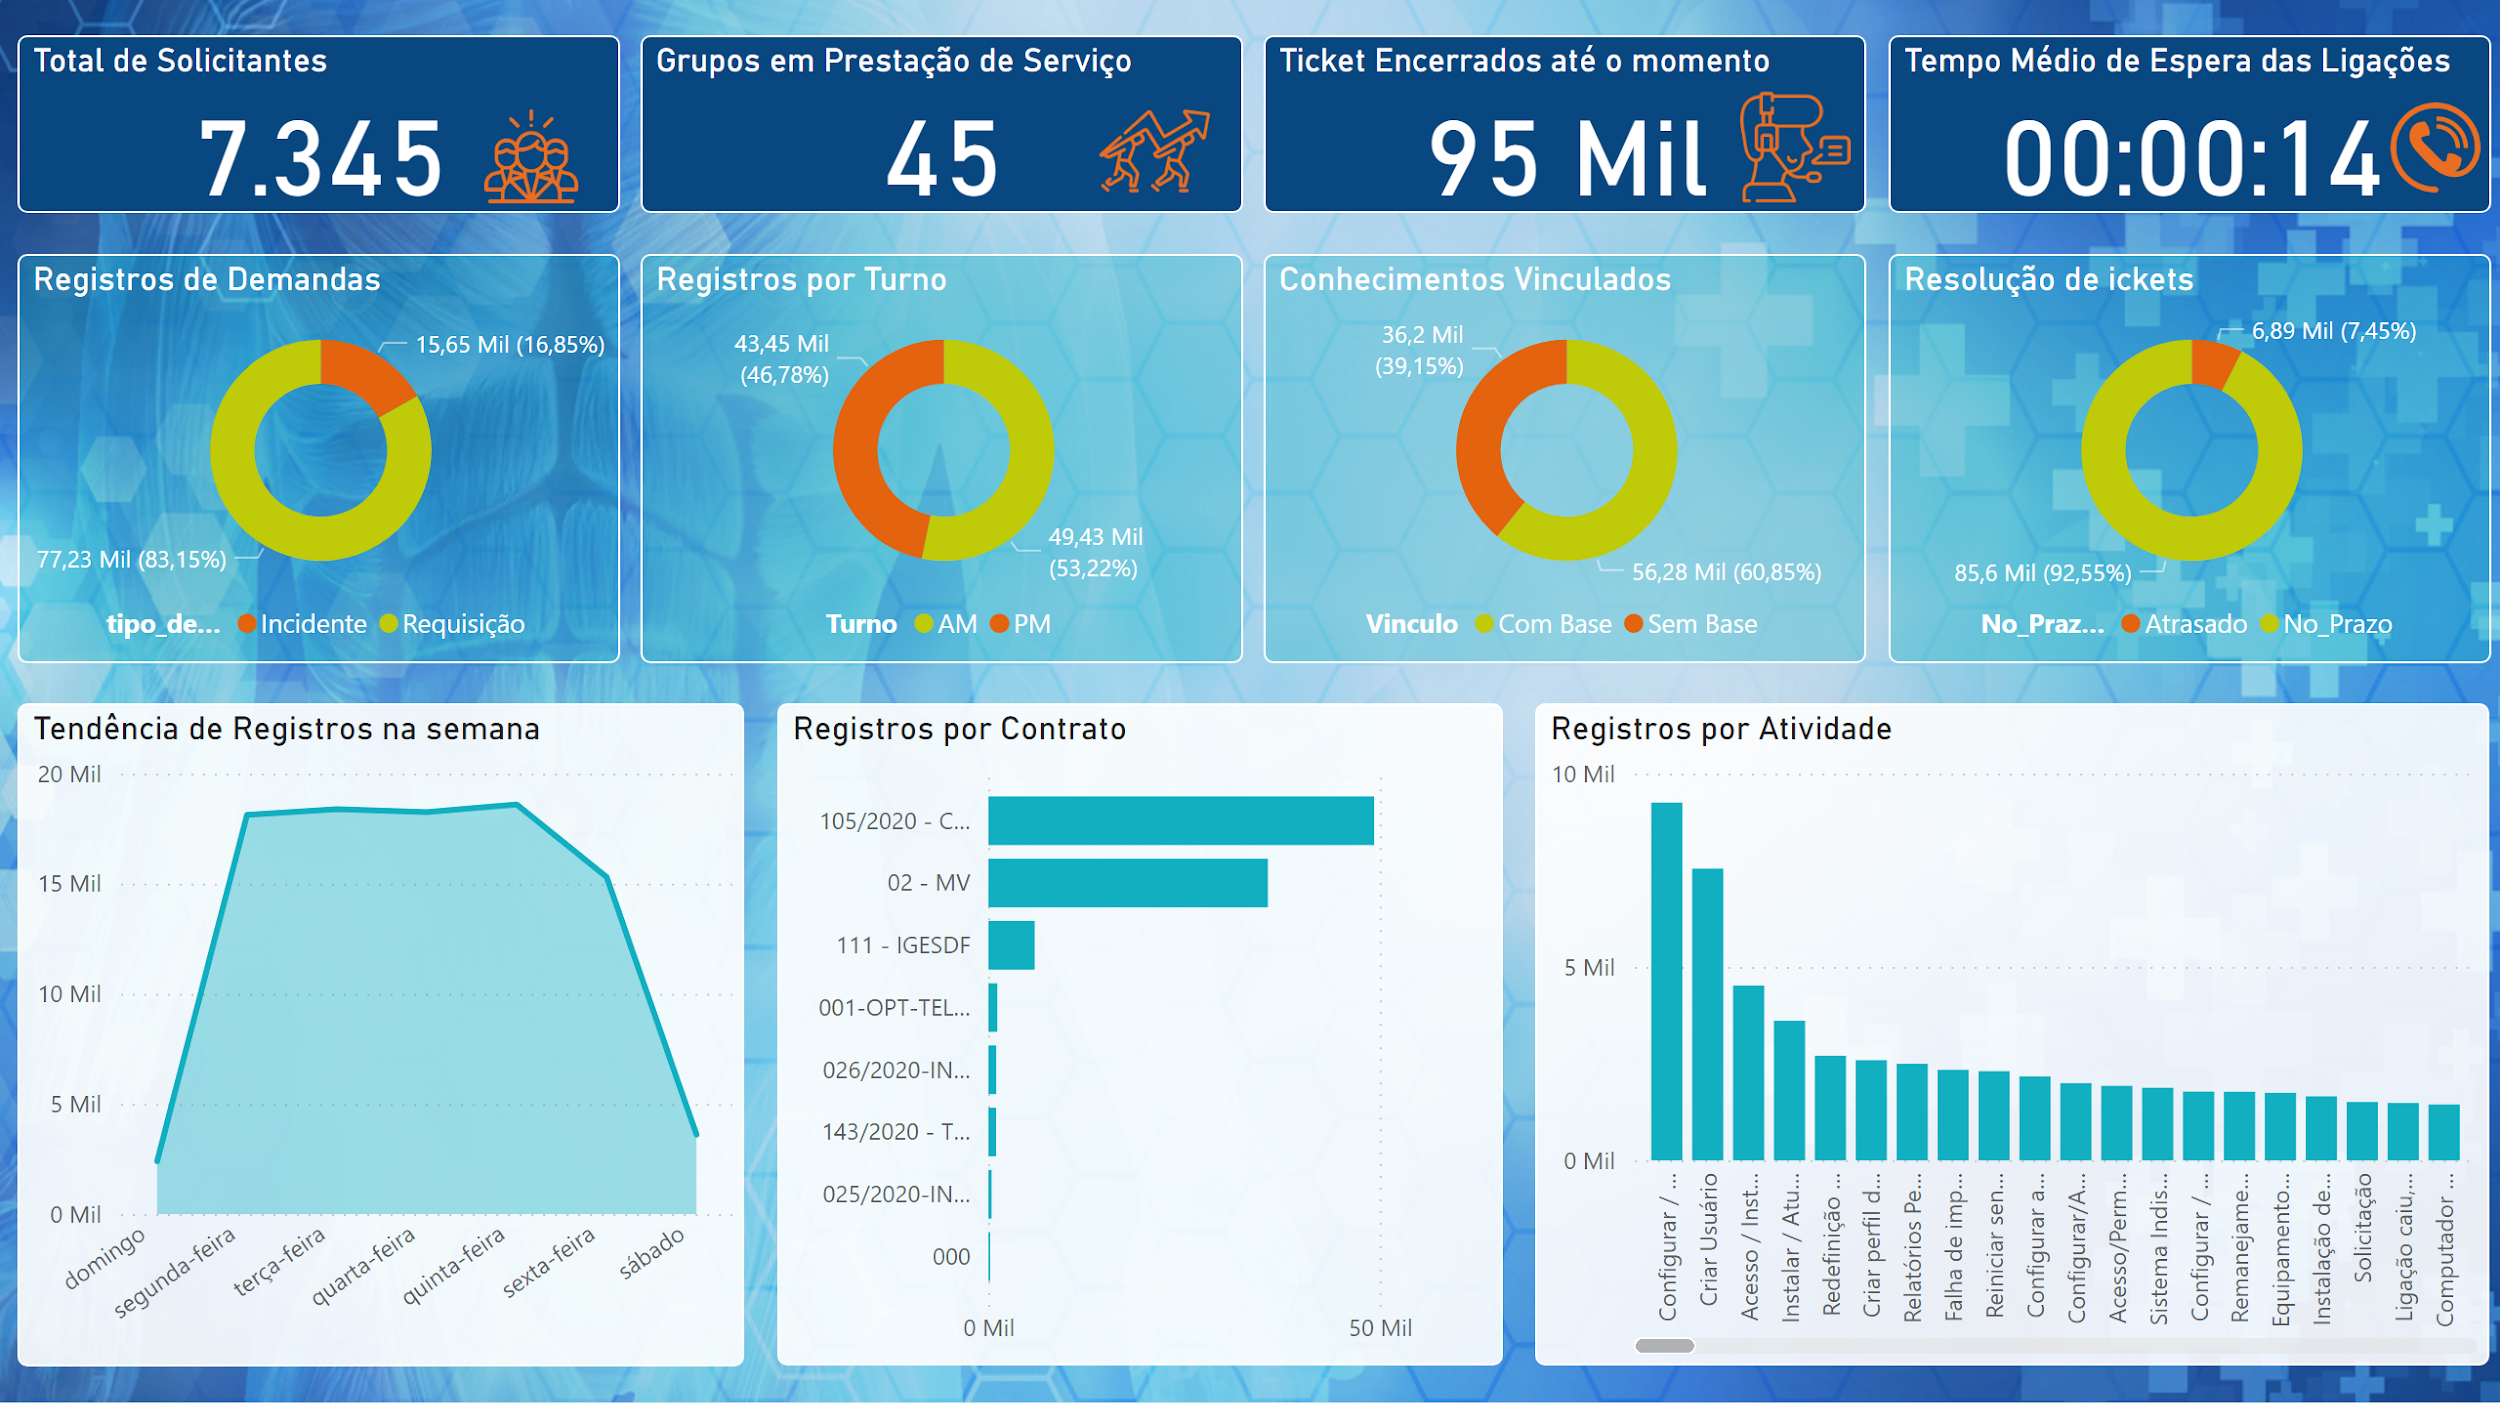 Total de Solicitantes
7.345
Grupos em Prestação de Serviço
45
Ticket Encerrados até o momento
95 Mil
Tempo Médio de Espera das Ligações
00:00:14
Registros de Demandas
15,65 Mil (16,85%)
77,23 Mil (83,15%)
tipo_de... Incidente Requisição
Registros por Turno
43,45 Mil
(46,78%)
49,43 Mil
(53,22%)
Turno AM PM
Conhecimentos Vinculados
36,2 Mil
(39,15%)
56,28 Mil (60,85%)
Vinculo Com Base Sem Base
Resolução de ickets
6,89 Mil (7,45%)
85,6 Mil (92,55%)
No_Praz... Atrasado No_Prazo
Tendência de Registros na semana
20 Mil
15 Mil
10 Mil
5 Mil
0 Mil
domingo
segunda-feira
terça-feira
quarta-feira
quinta-feira
sexta-feira
sábado
Registros por Contrato
105/2020 - C...
02 - MV
111 - IGESDF
001-OPT-TEL...
026/2020-IN...
143/2020 - T...
025/2020-IN...
000
0 Mil
50 Mil
Registros por Atividade
10 Mil
5 Mil
0 Mil
Configurar / ...
Criar Usuário
Acesso / Inst...
Instalar / Atu...
Redefinição ...
Criar perfil d...
Relatórios Pe...
Falha de imp...
Reiniciar sen...
Configurar a...
Configurar/A...
Acesso/Perm...
Sistema Indis...
Configurar / ...
Remanejame...
Equipamento...
Instalação de...
Solicitação
Ligação caiu,...
Computador ...